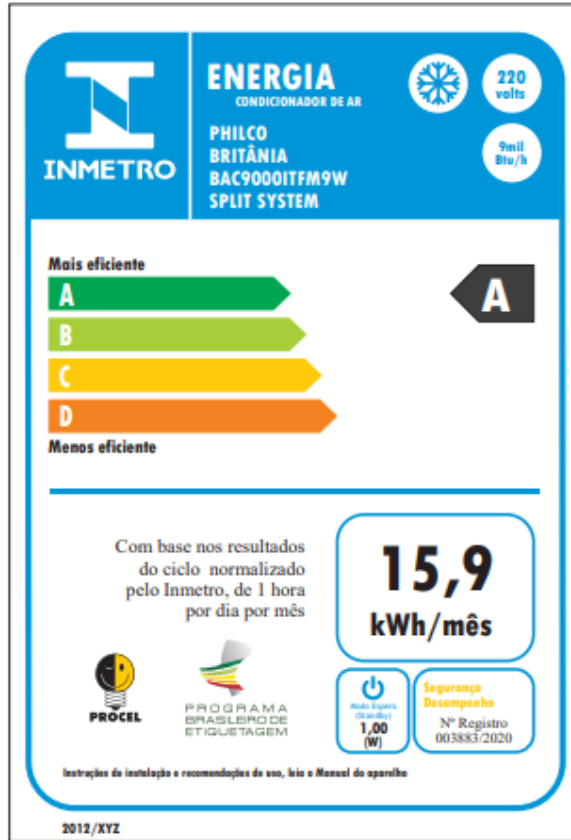 INMETRO
ENERGIA
CONDICIONADOR DE AR
220
volts
PHILCO
BRITÂNIA
BAC9000ITFM9W
SPLIT SYSTEM
9mil
Btu/h
Mais eficiente
A
A
B
C
D
Menos eficiente
Com base nos resultados
do ciclo normalizado
pelo Inmetro, de 1 hora
por dia por mês
15,9
kWh/mês
PROCEL
PROGRAMA
BRASILEIRO DE
ETIQUETAGEM
Modo Espera
(Standby)
1,00
(W)
Segurança
Desempenho
Nº Registro
003883/2020
Instruções de instalação e recomendações de uso, leia o Manual do aparelho
2012/XYZ